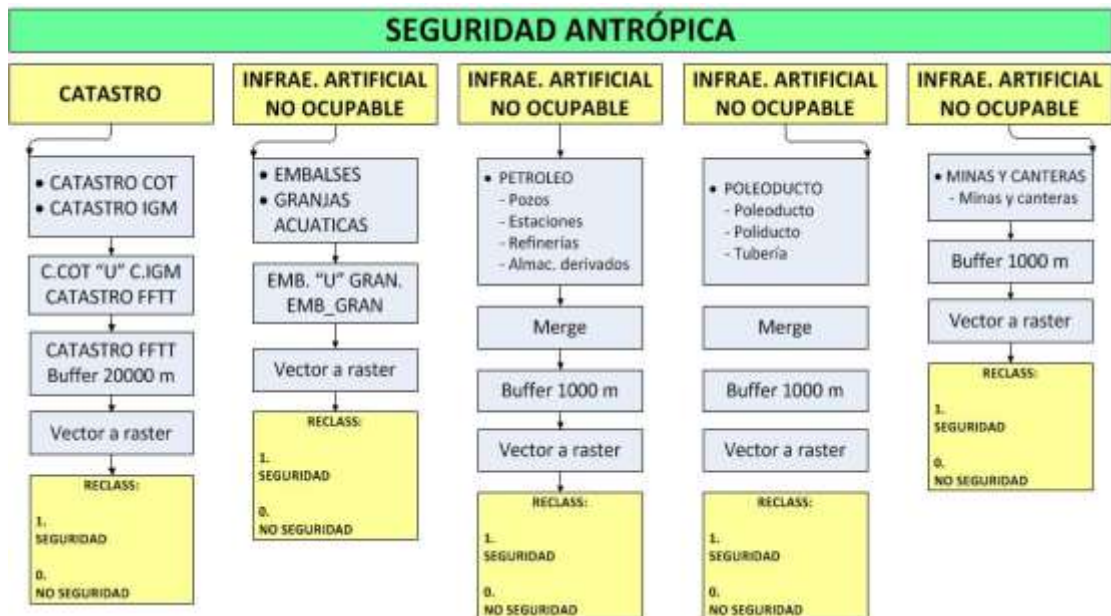 SEGURIDAD ANTRÓPICA
CATASTRO
• CATASTRO COT
• CATASTRO IGM
C.COT "U" C.IGM
CATASTRO FFTT
CATASTRO FFTT
Buffer 20000 m
Vector a raster
RECLASS:
1.
SEGURIDAD
0.
NO SEGURIDAD
INFRAE. ARTIFICIAL
NO OCUPABLE
• EMBALSES
• GRANJAS
ACUATICAS
EMB. "U" GRAN.
EMB_GRAN
Vector a raster
RECLASS:
1.
SEGURIDAD
0.
NO SEGURIDAD
INFRAE. ARTIFICIAL
NO OCUPABLE
• PETROLEO
- Pozos
- Estaciones
- Refinerías
- Almac. derivados
Merge
Buffer 1000 m
Vector a raster
RECLASS:
1.
SEGURIDAD
0.
NO SEGURIDAD
INFRAE. ARTIFICIAL
NO OCUPABLE
• POLEODUCTO
- Poleoducto
- Poliducto
- Tubería
Merge
Buffer 1000 m
Vector a raster
RECLASS:
1.
SEGURIDAD
0.
NO SEGURIDAD
INFRAE. ARTIFICIAL
NO OCUPABLE
• MINAS Y CANTERAS
- Minas y canteras
Buffer 1000 m
Vector a raster
RECLASS:
1.
SEGURIDAD
0.
NO SEGURIDAD